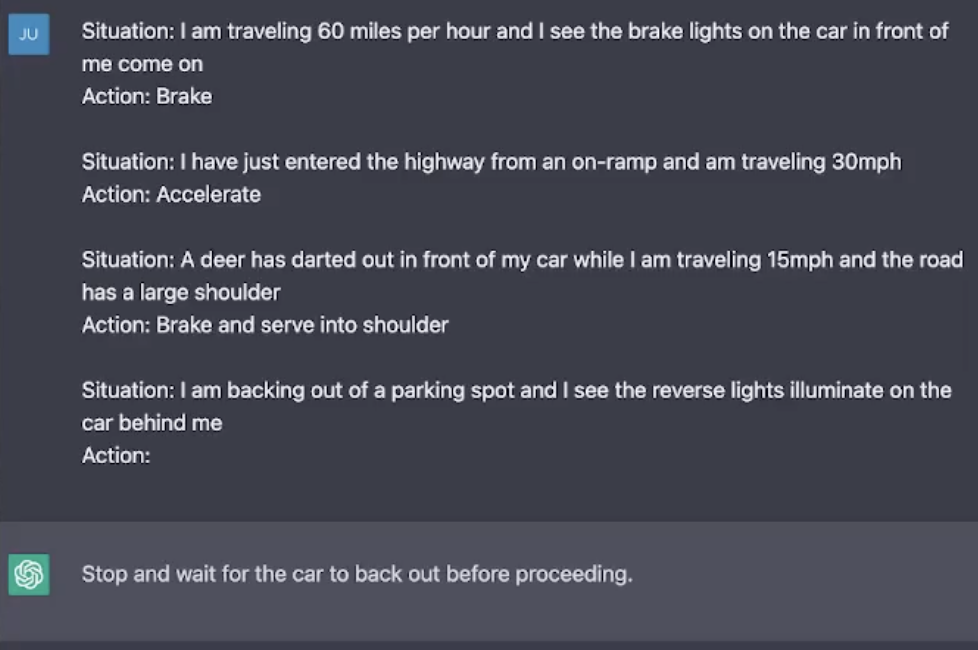 JU
Situation: I am traveling 60 miles per hour and I see the brake lights on the car in front of
me come on
Action: Brake
Situation: I have just entered the highway from an on-ramp and am traveling 30mph
Action: Accelerate
Situation: A deer has darted out in front of my car while I am traveling 15mph and the road
has a large shoulder
Action: Brake and serve into shoulder
Situation: I am backing out of a parking spot and I see the reverse lights illuminate on the
car behind me
Action:
Stop and wait for the car to back out before proceeding.